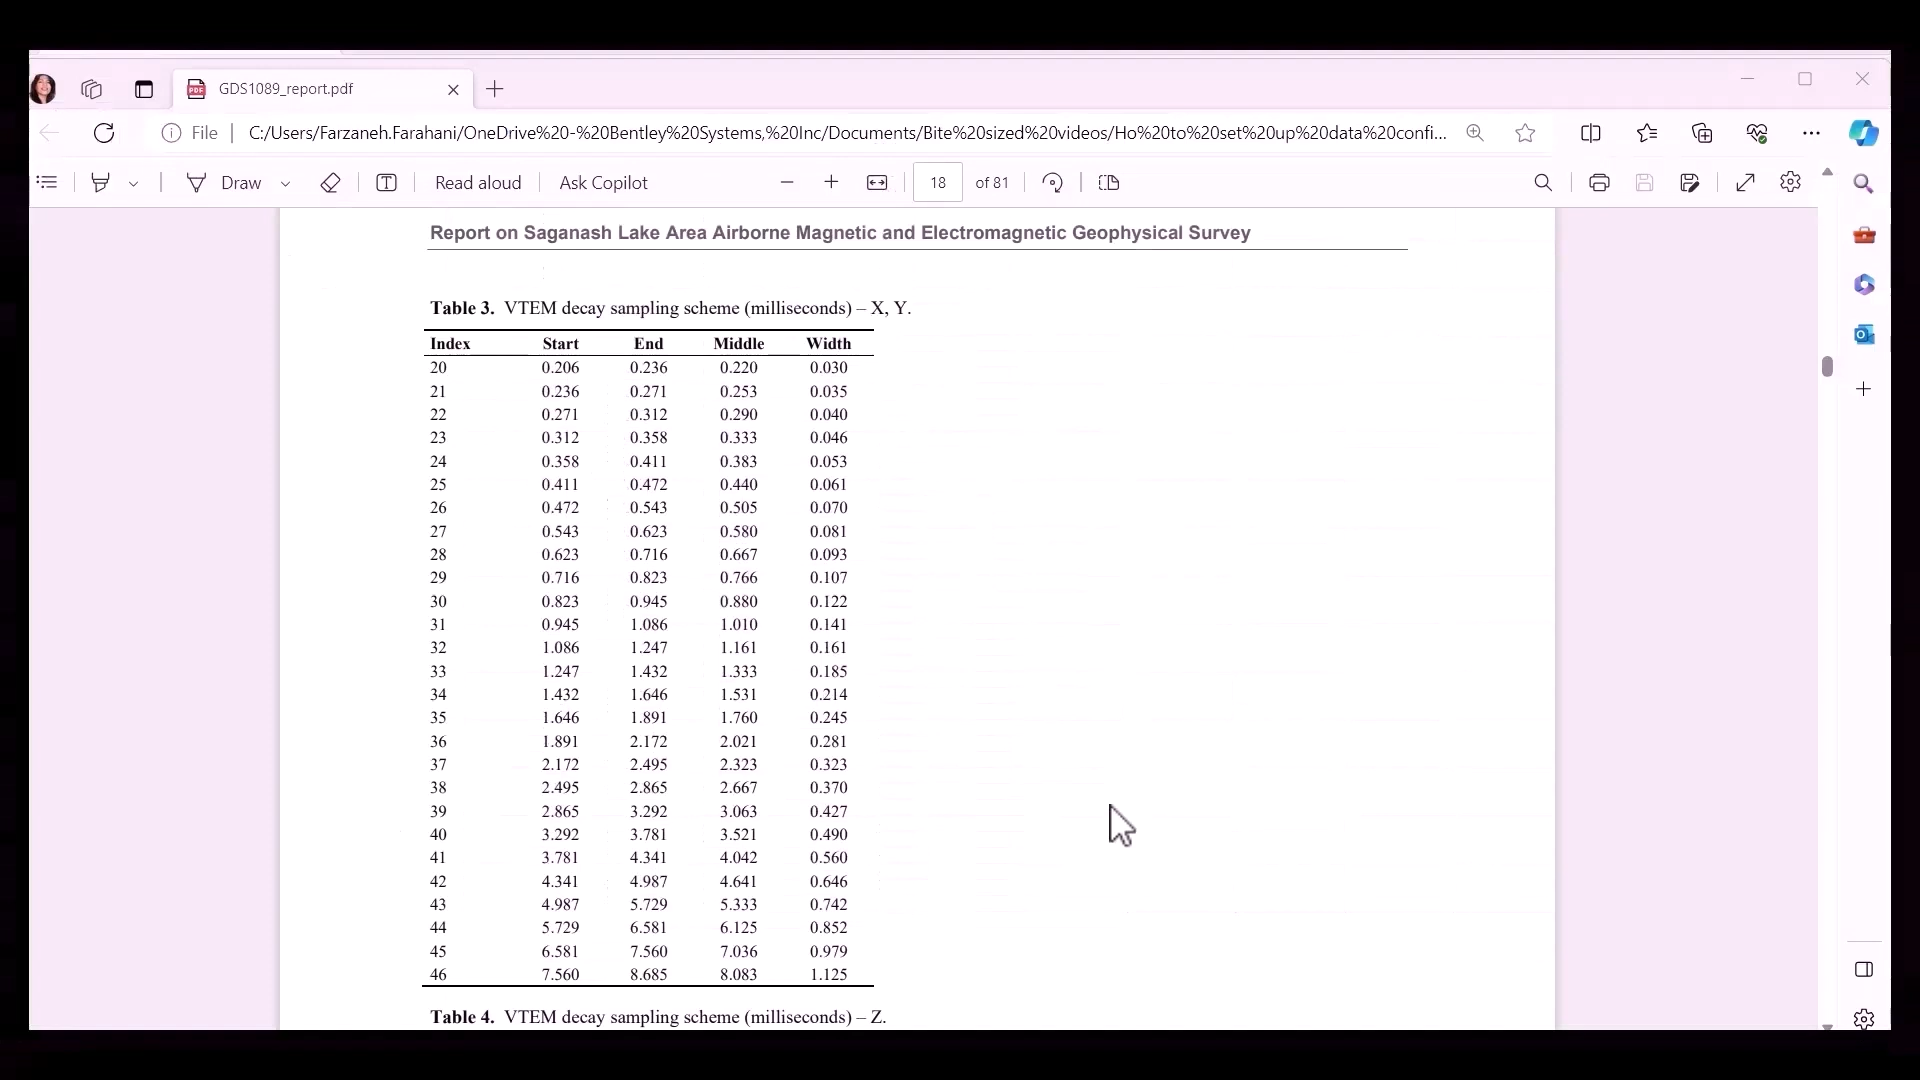 GDS1089_report.pdf
File
C:/Users/Farzaneh.Farahani/OneDrive%20-%20Bentley%20Systems,%20Inc/Documents/Bite%20sized%20videos/Ho%20to%20set%20up%20data%20confi...
Draw Read aloud Ask Copilot 18 of 81
Report on Saganash Lake Area Airborne Magnetic and Electromagnetic Geophysical Survey
Table 3. VTEM decay sampling scheme (milliseconds) – X, Y.
Index Start End Middle Width
20 0.206 0.236 0.220 0.030
21 0.236 0.271 0.253 0.035
22 0.271 0.312 0.290 0.040
23 0.312 0.358 0.333 0.046
24 0.358 0.411 0.383 0.053
25 0.411 0.472 0.440 0.061
26 0.472 0.543 0.505 0.070
27 0.543 0.623 0.580 0.081
28 0.623 0.716 0.667 0.093
29 0.716 0.823 0.766 0.107
30 0.823 0.945 0.880 0.122
31 0.945 1.086 1.010 0.141
32 1.086 1.247 1.161 0.161
33 1.247 1.432 1.333 0.185
34 1.432 1.646 1.531 0.214
35 1.646 1.891 1.760 0.245
36 1.891 2.172 2.021 0.281
37 2.172 2.495 2.323 0.323
38 2.495 2.865 2.667 0.370
39 2.865 3.292 3.063 0.427
40 3.292 3.781 3.521 0.490
41 3.781 4.341 4.042 0.560
42 4.341 4.987 4.641 0.646
43 4.987 5.729 5.333 0.742
44 5.729 6.581 6.125 0.852
45 6.581 7.560 7.036 0.979
46 7.560 8.685 8.083 1.125
Table 4. VTEM decay sampling scheme (milliseconds) – Z.